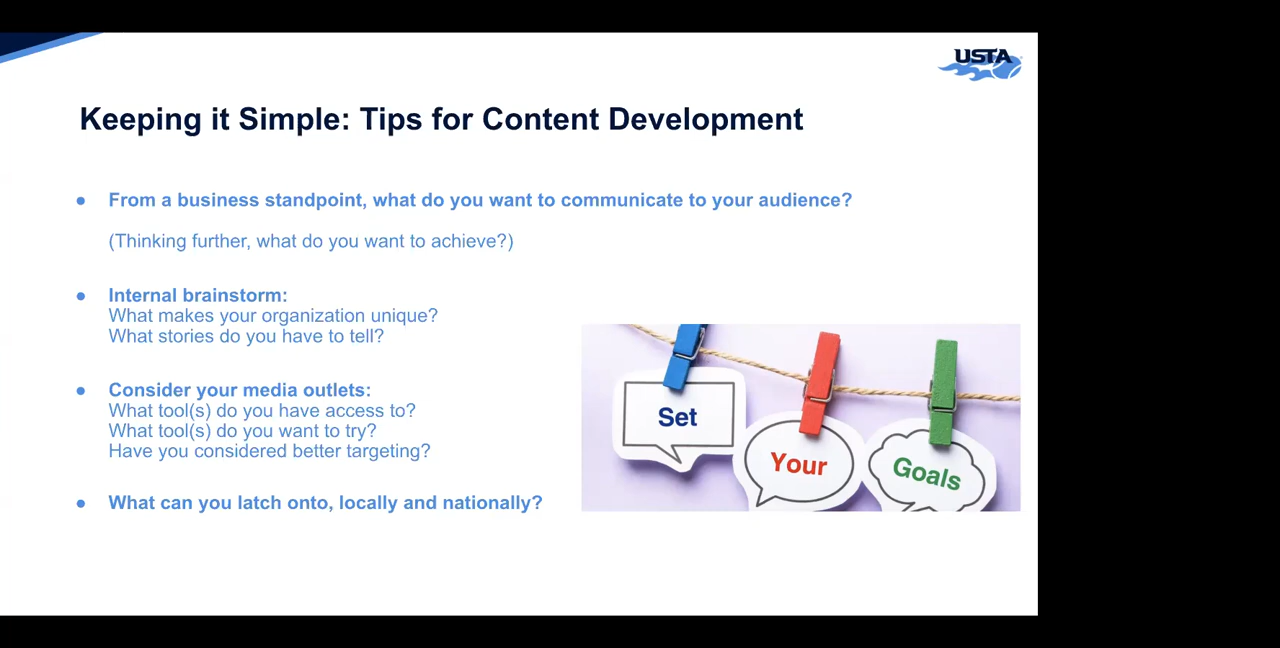 USTA
Keeping it Simple: Tips for Content Development
● From a business standpoint, what do you want to communicate to your audience?
(Thinking further, what do you want to achieve?)
● Internal brainstorm:
What makes your organization unique?
What stories do you have to tell?
● Consider your media outlets:
What tool(s) do you have access to?
What tool(s) do you want to try?
Have you considered better targeting?
● What can you latch onto, locally and nationally?
Set
Your
Goals